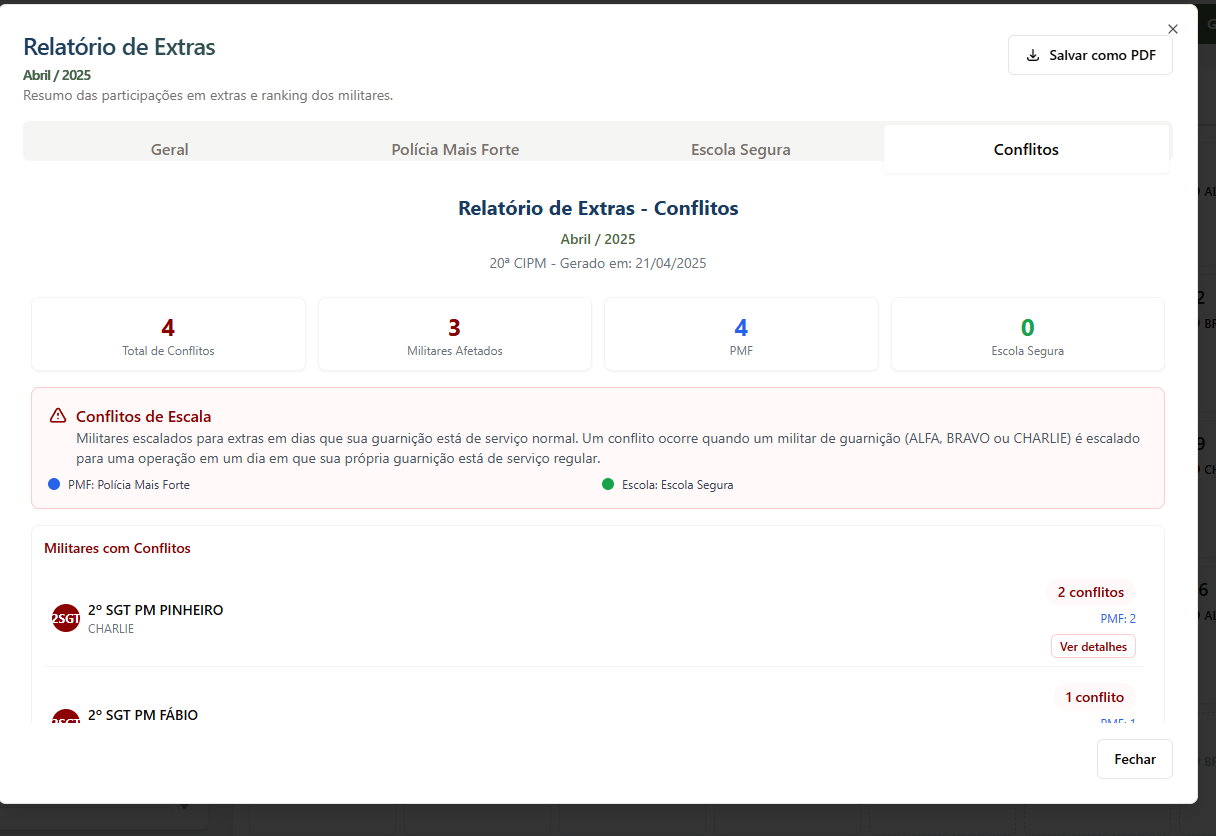 Relatório de Extras
Abril / 2025
Resumo das participações em extras e ranking dos militares.
Salvar como PDF
Geral
Polícia Mais Forte
Escola Segura
Conflitos
Relatório de Extras - Conflitos
Abril / 2025
20ª CIPM - Gerado em: 21/04/2025
4
Total de Conflitos
3
Militares Afetados
4
PMF
0
Escola Segura
Conflitos de Escala
Militares escalados para extras em dias que sua guarnição está de serviço normal. Um conflito ocorre quando um militar de guarnição (ALFA, BRAVO ou CHARLIE) é escalado
para uma operação em um dia em que sua própria guarnição está de serviço regular.
PMF: Polícia Mais Forte
Escola: Escola Segura
Militares com Conflitos
2SGT
2º SGT PM PINHEIRO
CHARLIE
2 conflitos
PMF: 2
Ver detalhes
2º SGT PM FÁBIO
1 conflito
PMF: 1
Fechar